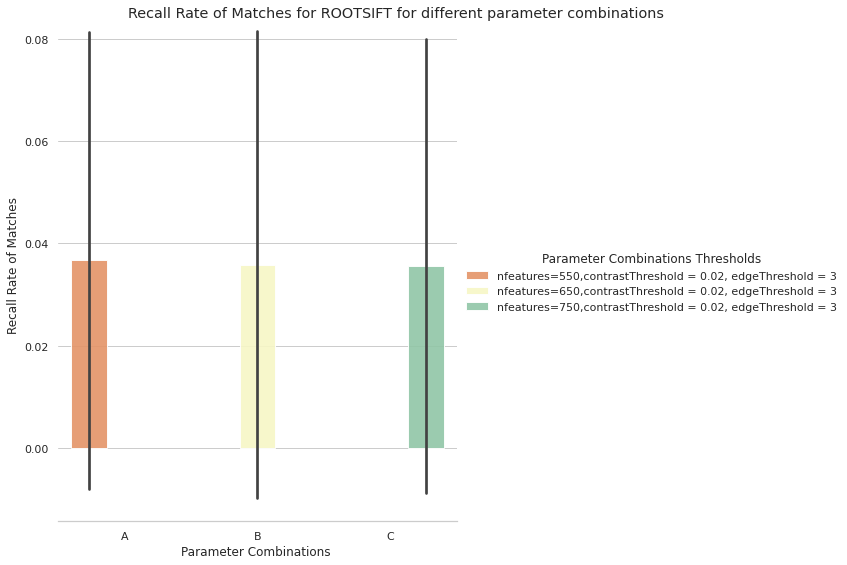 Recall Rate of Matches for ROOTSIFT for different parameter combinations
0.08
0.06
0.04
0.02
0.00
Recall Rate of Matches
A
B
C
Parameter Combinations
Parameter Combinations Thresholds
nfeatures=550,contrastThreshold = 0.02, edgeThreshold = 3
nfeatures=650,contrastThreshold = 0.02, edgeThreshold = 3
nfeatures=750,contrastThreshold = 0.02, edgeThreshold = 3